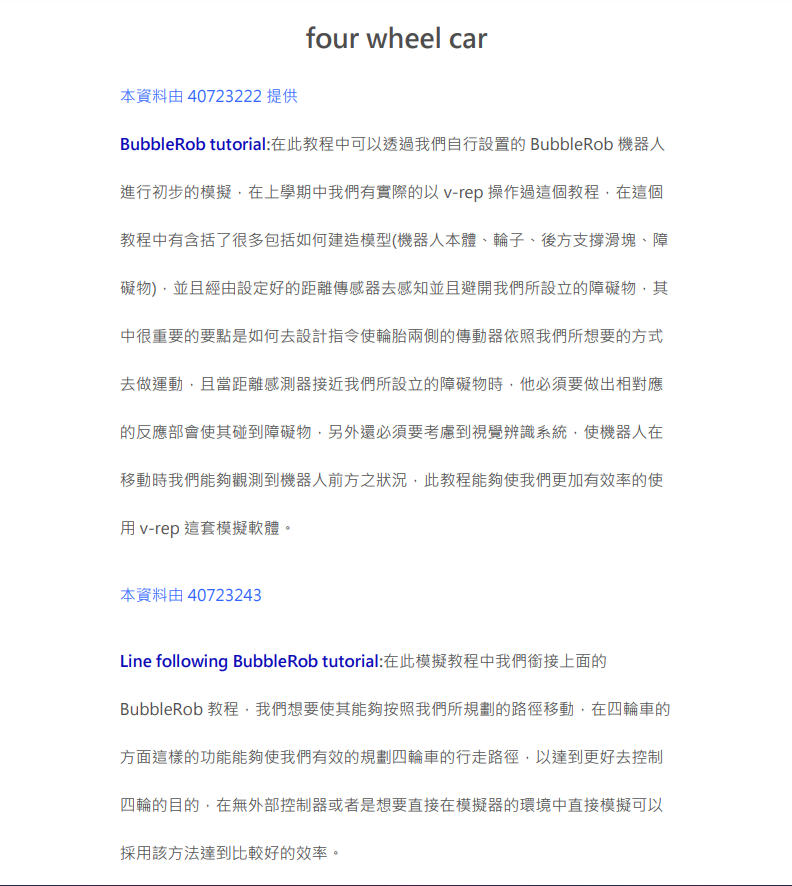 four wheel car
本資料由 40723222 提供
BubbleRob tutorial:在此教程中可以透過我們自行設置的 BubbleRob 機器人
進行初步的模擬，在上學期中我們有實際的以 v-rep 操作過這個教程，在這個
教程中有含括了很多包括如何建造模型(機器人本體、輪子、後方支撐滑塊、障
礙物)，並且經由設定好的距離傳感器去感知並且避開我們所設立的障礙物，其
中很重要的要點是如何去設計指令使輪胎兩側的傳動器依照我們所想要的方式
去做運動，且當距離感測器接近我們所設立的障礙物時，他必須要做出相對應
的反應部會使其碰到障礙物，另外還必須要考慮到視覺辨識系統，使機器人在
移動時我們能夠觀測到機器人前方之狀況，此教程能夠使我們更加有效率的使
用 v-rep 這套模擬軟體。
本資料由 40723243
Line following BubbleRob tutorial:在此模擬教程中我們銜接上面的
BubbleRob 教程，我們想要使其能夠按照我們所規劃的路徑移動，在四輪車的
方面這樣的功能能夠使我們有效的規劃四輪車的行走路徑，以達到更好去控制
四輪的目的，在無外部控制器或者是想要直接在模擬器的環境中直接模擬可以
採用該方法達到比較好的效率。